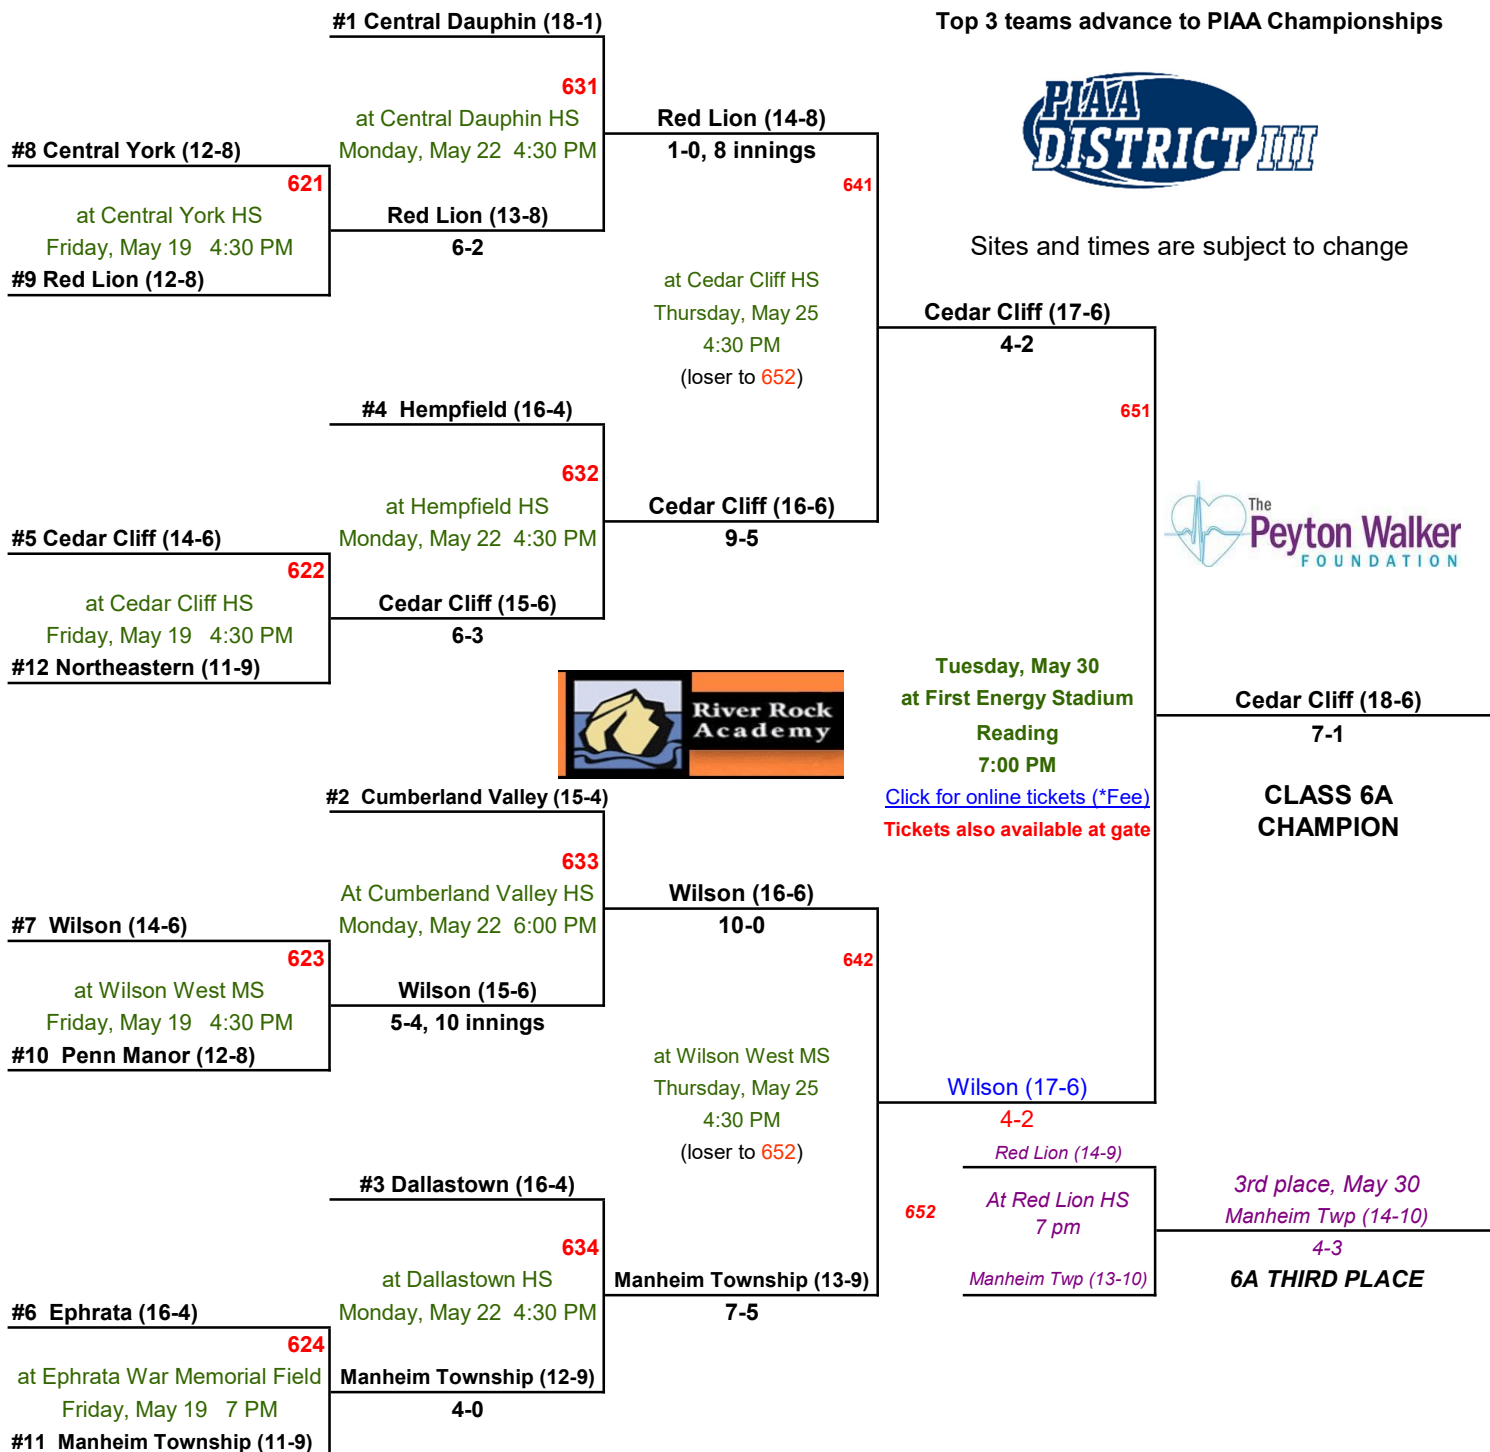 #1 Central Dauphin (18-1)
Top 3 teams advance to PIAA Championships
PIAA
DISTRICT III
631
at Central Dauphin HS
Monday, May 22  4:30 PM
Red Lion (14-8)
1-0, 8 innings
#8 Central York (12-8)
621
at Central York HS
Friday, May 19   4:30 PM
#9 Red Lion (12-8)
Red Lion (13-8)
6-2
641
at Cedar Cliff HS
Thursday, May 25
4:30 PM
(loser to 652)
Sites and times are subject to change
Cedar Cliff (17-6)
4-2
#4  Hempfield (16-4)
632
at Hempfield HS
Monday, May 22  4:30 PM
Cedar Cliff (16-6)
9-5
651
The
Peyton Walker
FOUNDATION
#5 Cedar Cliff (14-6)
622
at Cedar Cliff HS
Friday, May 19   4:30 PM
#12 Northeastern (11-9)
Cedar Cliff (15-6)
6-3
River Rock
Academy
Tuesday, May 30
at First Energy Stadium
Reading
7:00 PM
Click for online tickets (*Fee)
Tickets also available at gate
Cedar Cliff (18-6)
7-1
CLASS 6A
CHAMPION
#2  Cumberland Valley (15-4)
633
At Cumberland Valley HS
Monday, May 22  6:00 PM
Wilson (16-6)
10-0
#7  Wilson (14-6)
623
at Wilson West MS
Friday, May 19   4:30 PM
#10  Penn Manor (12-8)
Wilson (15-6)
5-4, 10 innings
642
at Wilson West MS
Thursday, May 25
4:30 PM
(loser to 652)
Wilson (17-6)
4-2
Red Lion (14-9)
652
At Red Lion HS
7 pm
Manheim Twp (13-10)
3rd place, May 30
Manheim Twp (14-10)
4-3
6A THIRD PLACE
#3 Dallastown (16-4)
634
at Dallastown HS
Monday, May 22  4:30 PM
Manheim Township (13-9)
7-5
#6  Ephrata (16-4)
624
at Ephrata War Memorial Field
Friday, May 19   7 PM
#11  Manheim Township (11-9)
Manheim Township (12-9)
4-0